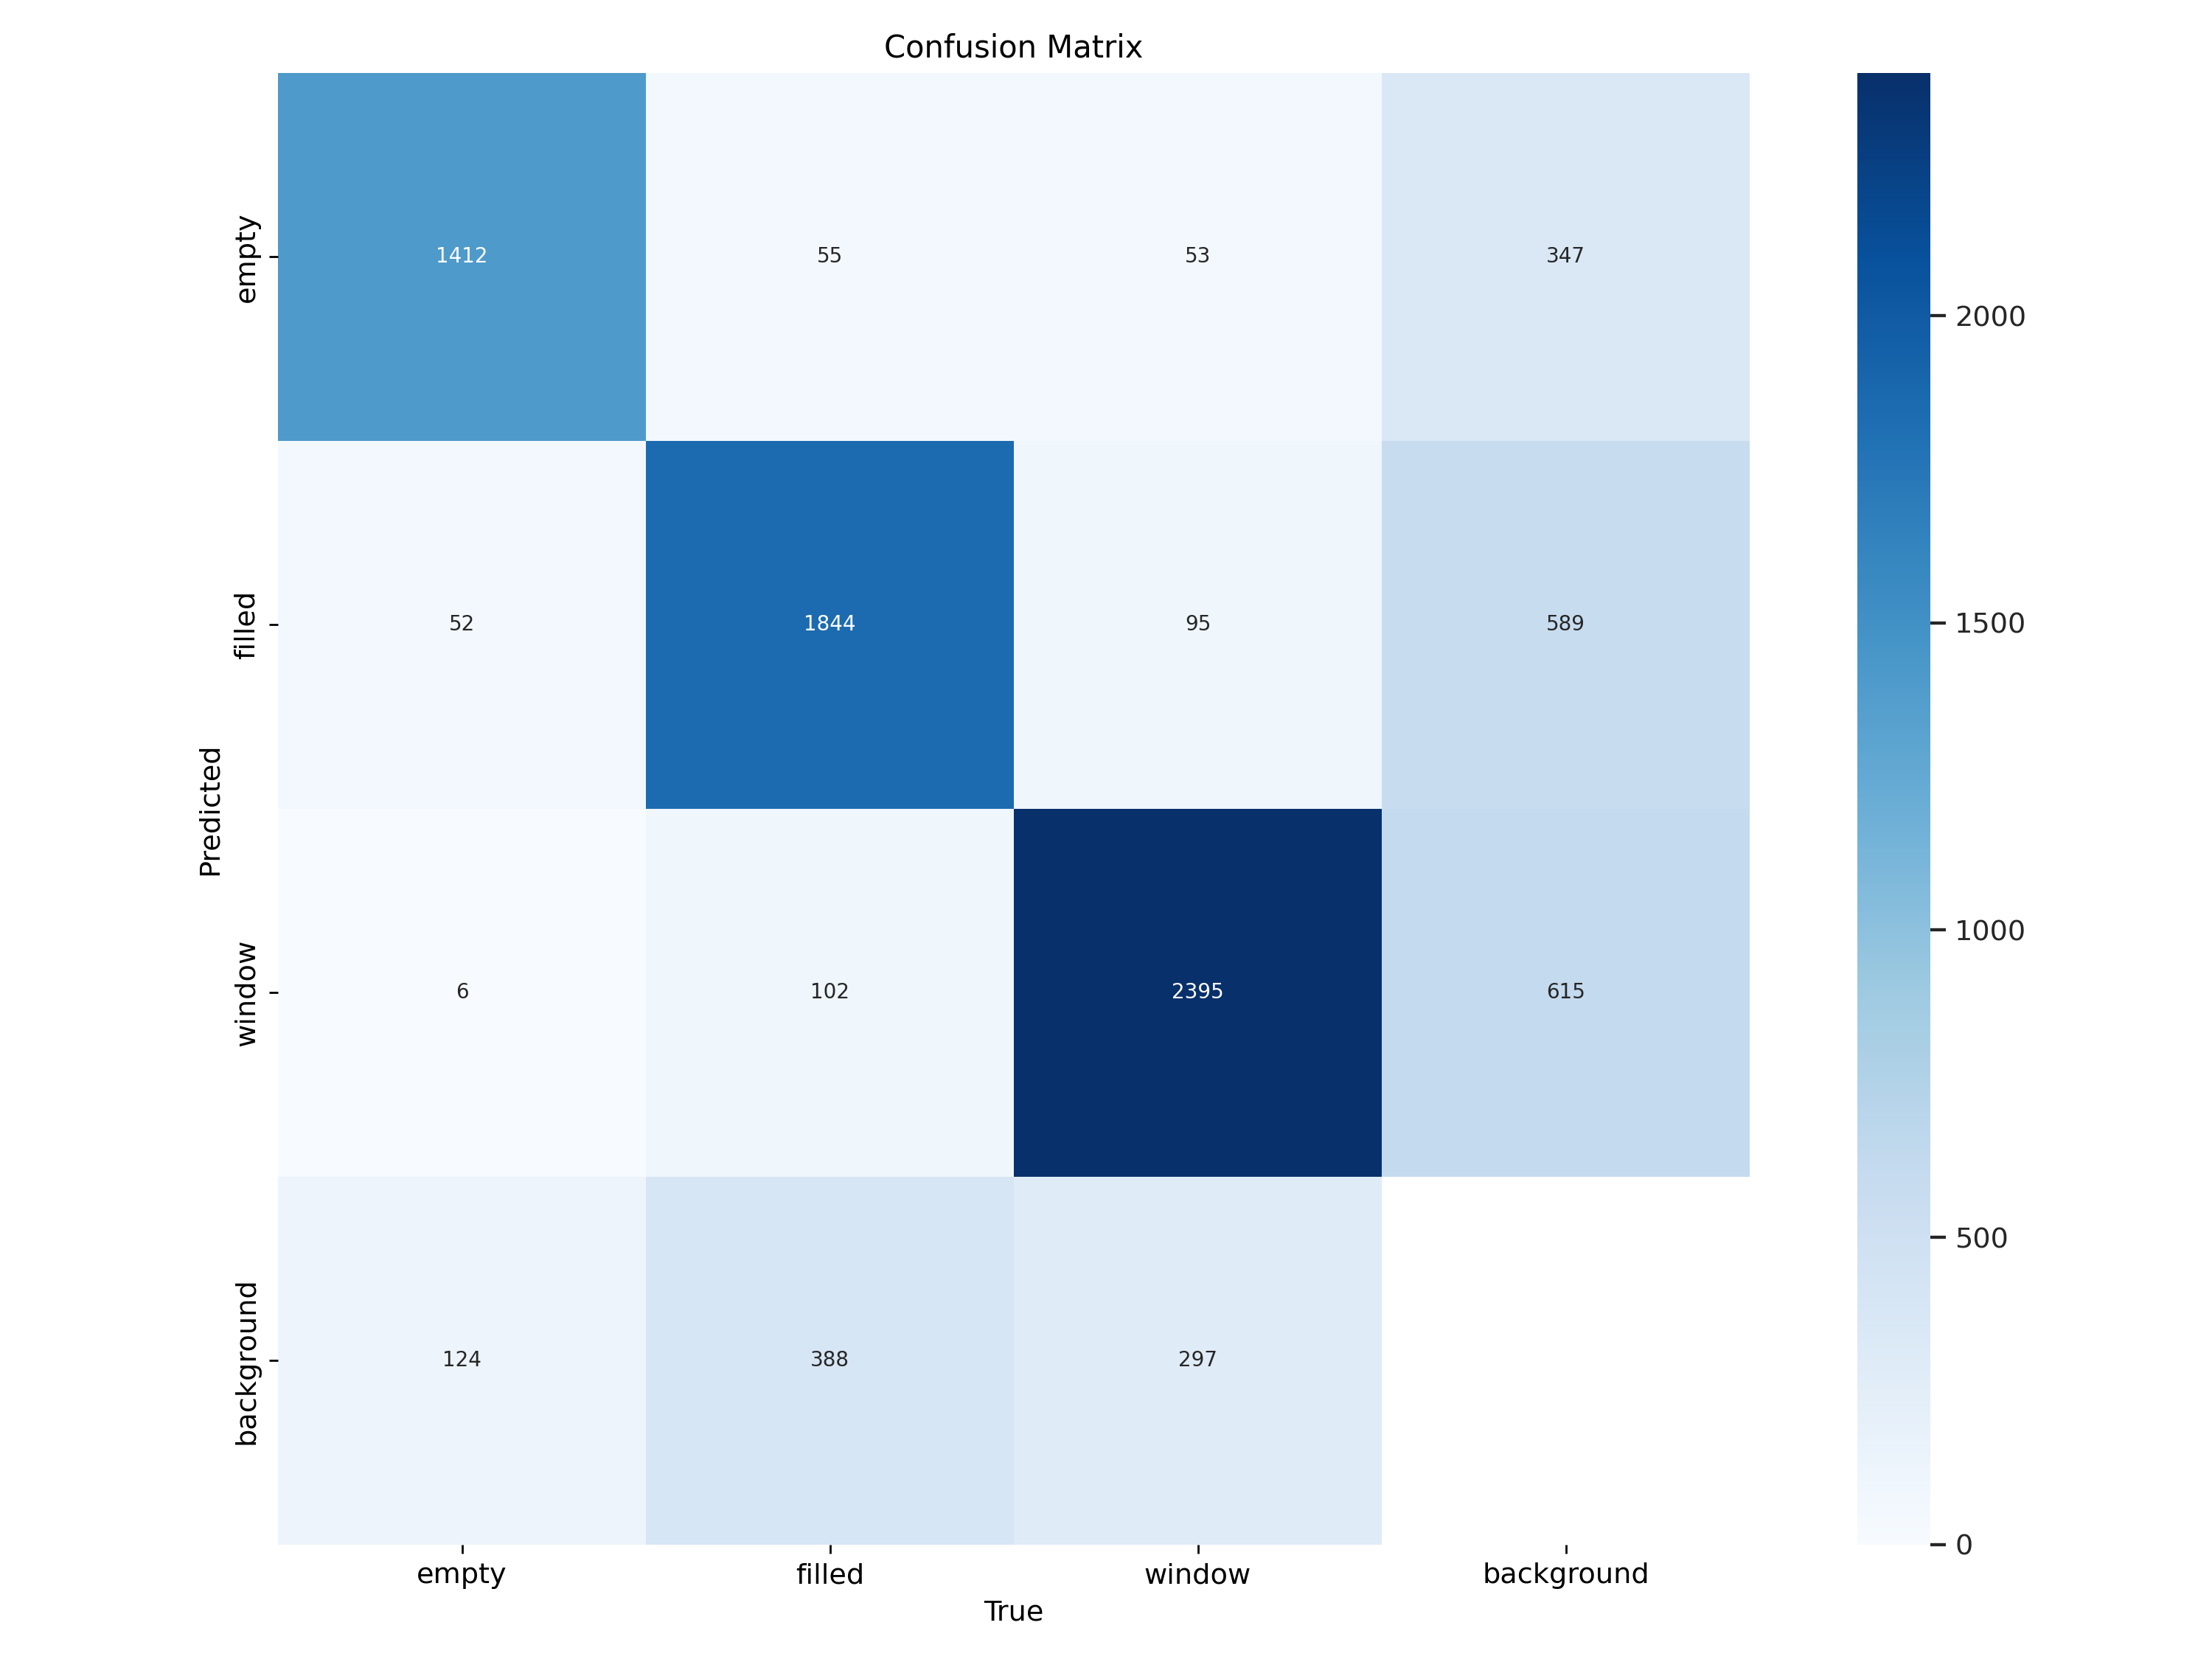 Confusion Matrix
empty
1412 55 53 347
filled
52 1844 95 589
window
6 102 2395 615
background
124 388 297
Predicted
empty filled window background
True
2000
1500
1000
500
0